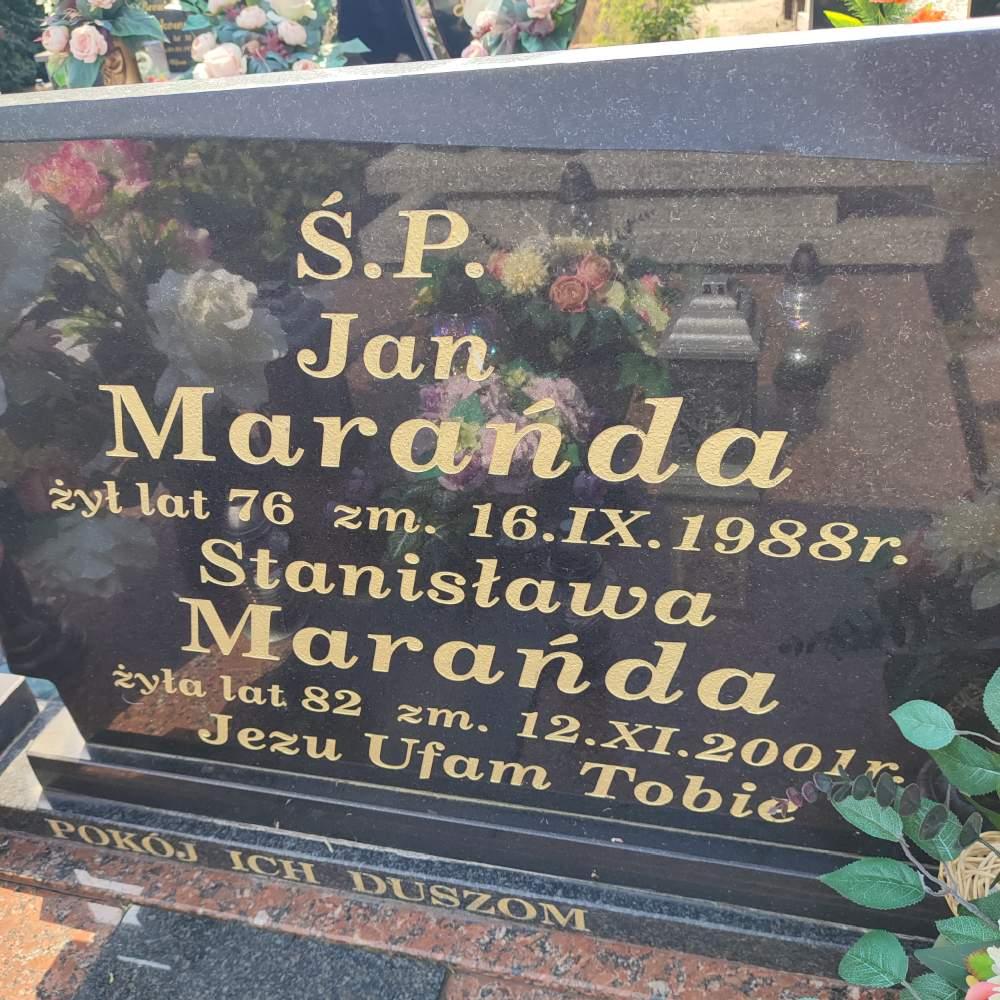 Ś.P.
Jan
Marańda
żył lat 76 zm. 16.IX.1988r.
Stanisława
Marańda
żyła lat 82 zm. 12.XI.2001r.
Jezu Ufam Tobie
POKÓJ ICH DUSZOM